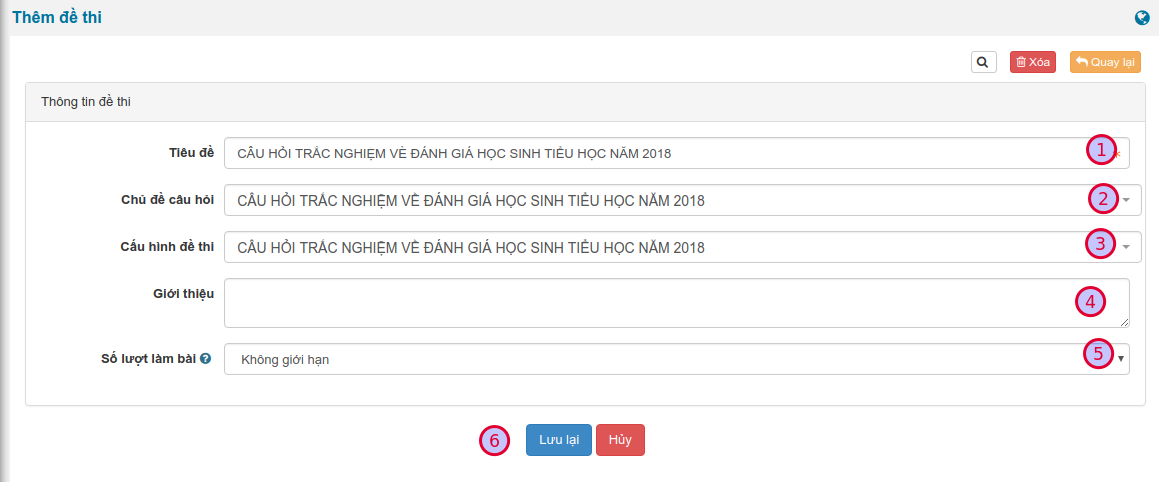 Thêm đề thi
Xóa
Quay lại
Thông tin đề thi
Tiêu đề
CÂU HỎI TRẮC NGHIỆM VỀ ĐÁNH GIÁ HỌC SINH TIỂU HỌC NĂM 2018
1
*
Chủ đề câu hỏi
CÂU HỎI TRẮC NGHIỆM VỀ ĐÁNH GIÁ HỌC SINH TIỂU HỌC NĂM 2018
2
Cấu hình đề thi
CÂU HỎI TRẮC NGHIỆM VỀ ĐÁNH GIÁ HỌC SINH TIỂU HỌC NĂM 2018
3
Giới thiệu
4
Số lượt làm bài ?
Không giới hạn
5
6
Lưu lại
Hủy